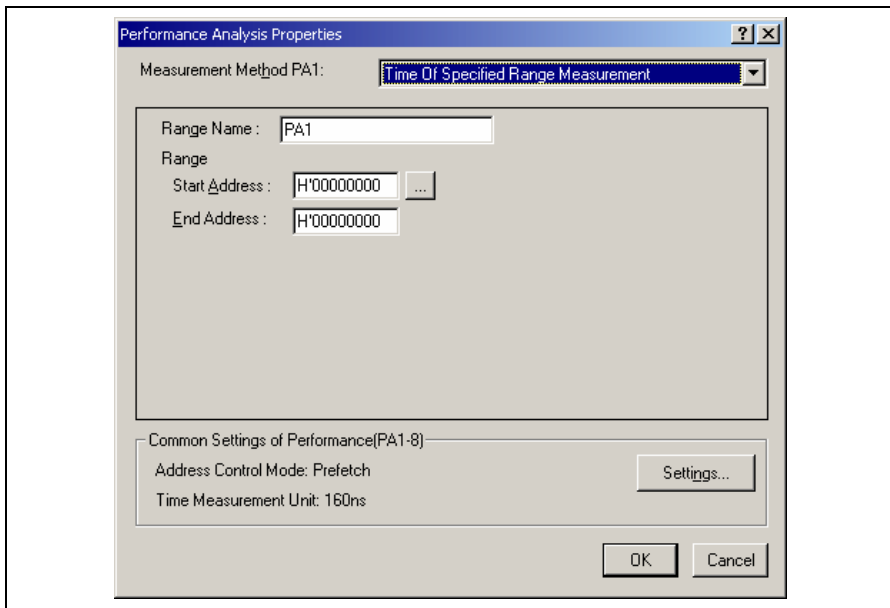 Performance Analysis Properties
Measurement Method PA1: Time Of Specified Range Measurement
Range Name : PA1
Range
Start Address : H'00000000 ...
End Address : H'00000000
Common Settings of Performance(PA1-8)
Address Control Mode: Prefetch Settings...
Time Measurement Unit: 160ns
OK Cancel